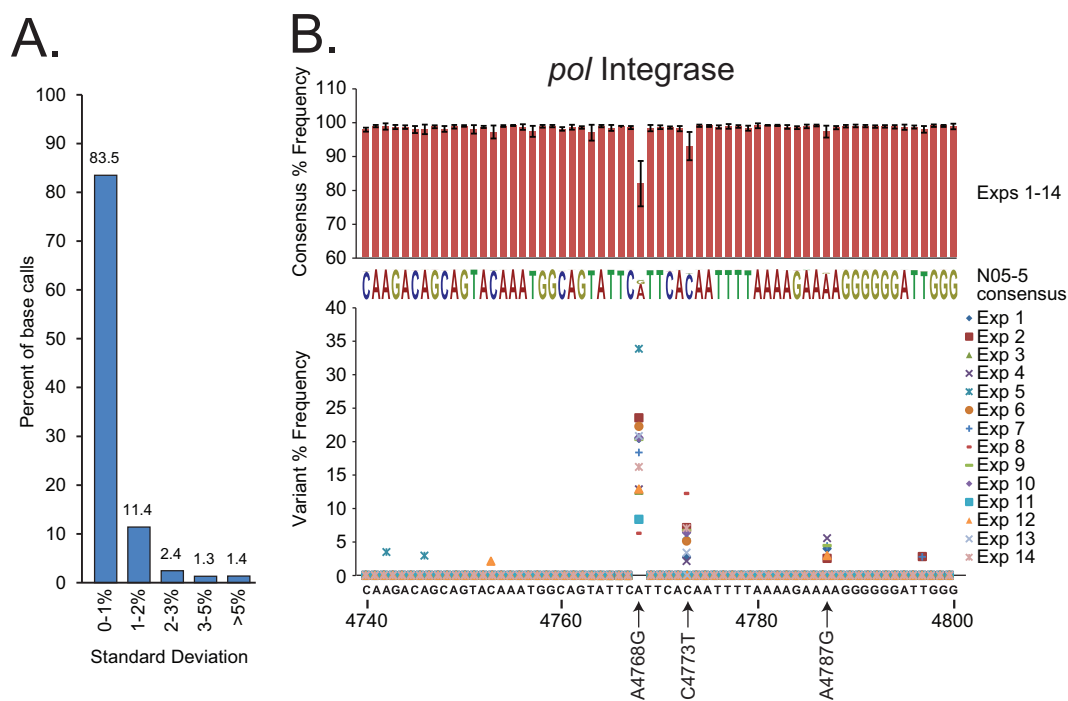 A.
100
90
80
70
60
50
40
30
20
10
0
Percent of base calls
83.5
11.4
2.4
1.3
1.4
0-1%
1-2%
2-3%
3-5%
>5%
Standard Deviation
B.
pol Integrase
110
100
90
80
70
60
Consensus % Frequency
Exps 1-14
CAAGACAGCAGTACAAATGGCAGTATTCATTCACAATTTTAAAAGAAAAGGGGGGATTGGG
N05-5
consensus
40
35
30
25
20
15
10
5
0
Variant % Frequency
Exp 1
Exp 2
Exp 3
Exp 4
Exp 5
Exp 6
Exp 7
Exp 8
Exp 9
Exp 10
Exp 11
Exp 12
Exp 13
Exp 14
CAAGACAGCAGTACAAATGGCAGTATTCATTCACAATTTTAAAAGAAAAGGGGGGATTGGG
4740
4760
4780
4800
A4768G
C4773T
A4787G